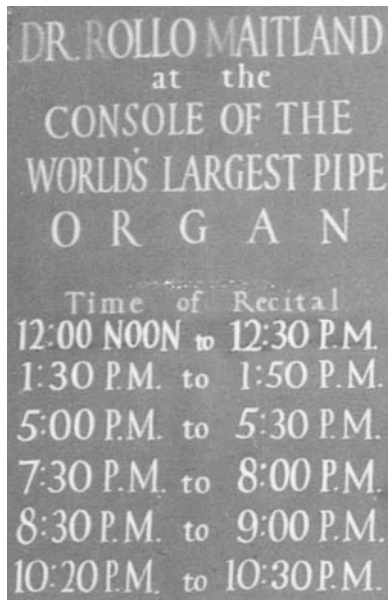 DR. ROLLO MAITLAND
at the
CONSOLE OF THE
WORLD'S LARGEST PIPE
ORGAN
Time of Recital
12:00 NOON to 12:30 P.M.
1:30 P.M. to 1:50 P.M.
5:00 P.M. to 5:30 P.M.
7:30 P.M. to 8:00 P.M.
8:30 P.M. to 9:00 P.M.
10:20 P.M. to 10:30 P.M.